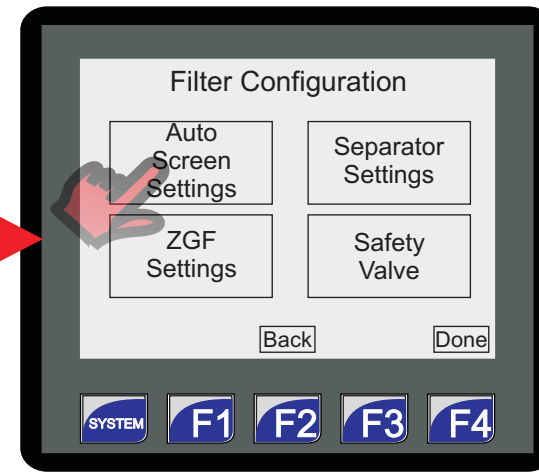 Filter Configuration
Auto
Screen
Settings
Separator
Settings
ZGF
Settings
Safety
Valve
Back
Done
SYSTEM
F1
F2
F3
F4